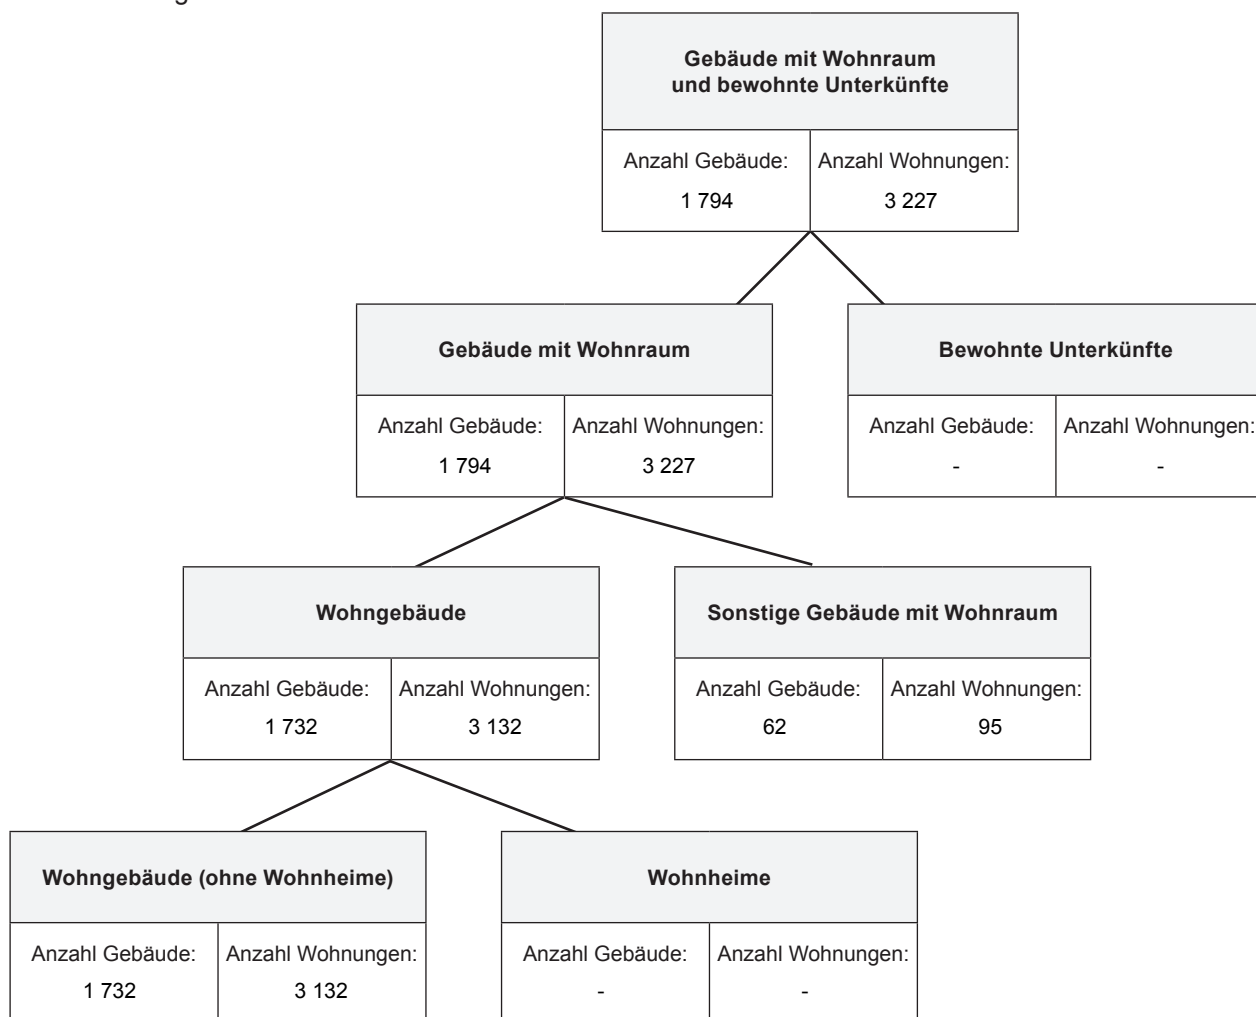 Gebäude mit Wohnraum
und bewohnte Unterkünfte
Anzahl Gebäude: Anzahl Wohnungen:
1 794 3 227
Gebäude mit Wohnraum Bewohnte Unterkünfte
Anzahl Gebäude: Anzahl Wohnungen: Anzahl Gebäude: Anzahl Wohnungen:
1 794 3 227 - -
Wohngebäude Sonstige Gebäude mit Wohnraum
Anzahl Gebäude: Anzahl Wohnungen: Anzahl Gebäude: Anzahl Wohnungen:
1 732 3 132 62 95
Wohngebäude (ohne Wohnheime) Wohnheime
Anzahl Gebäude: Anzahl Wohnungen: Anzahl Gebäude: Anzahl Wohnungen:
1 732 3 132 - -